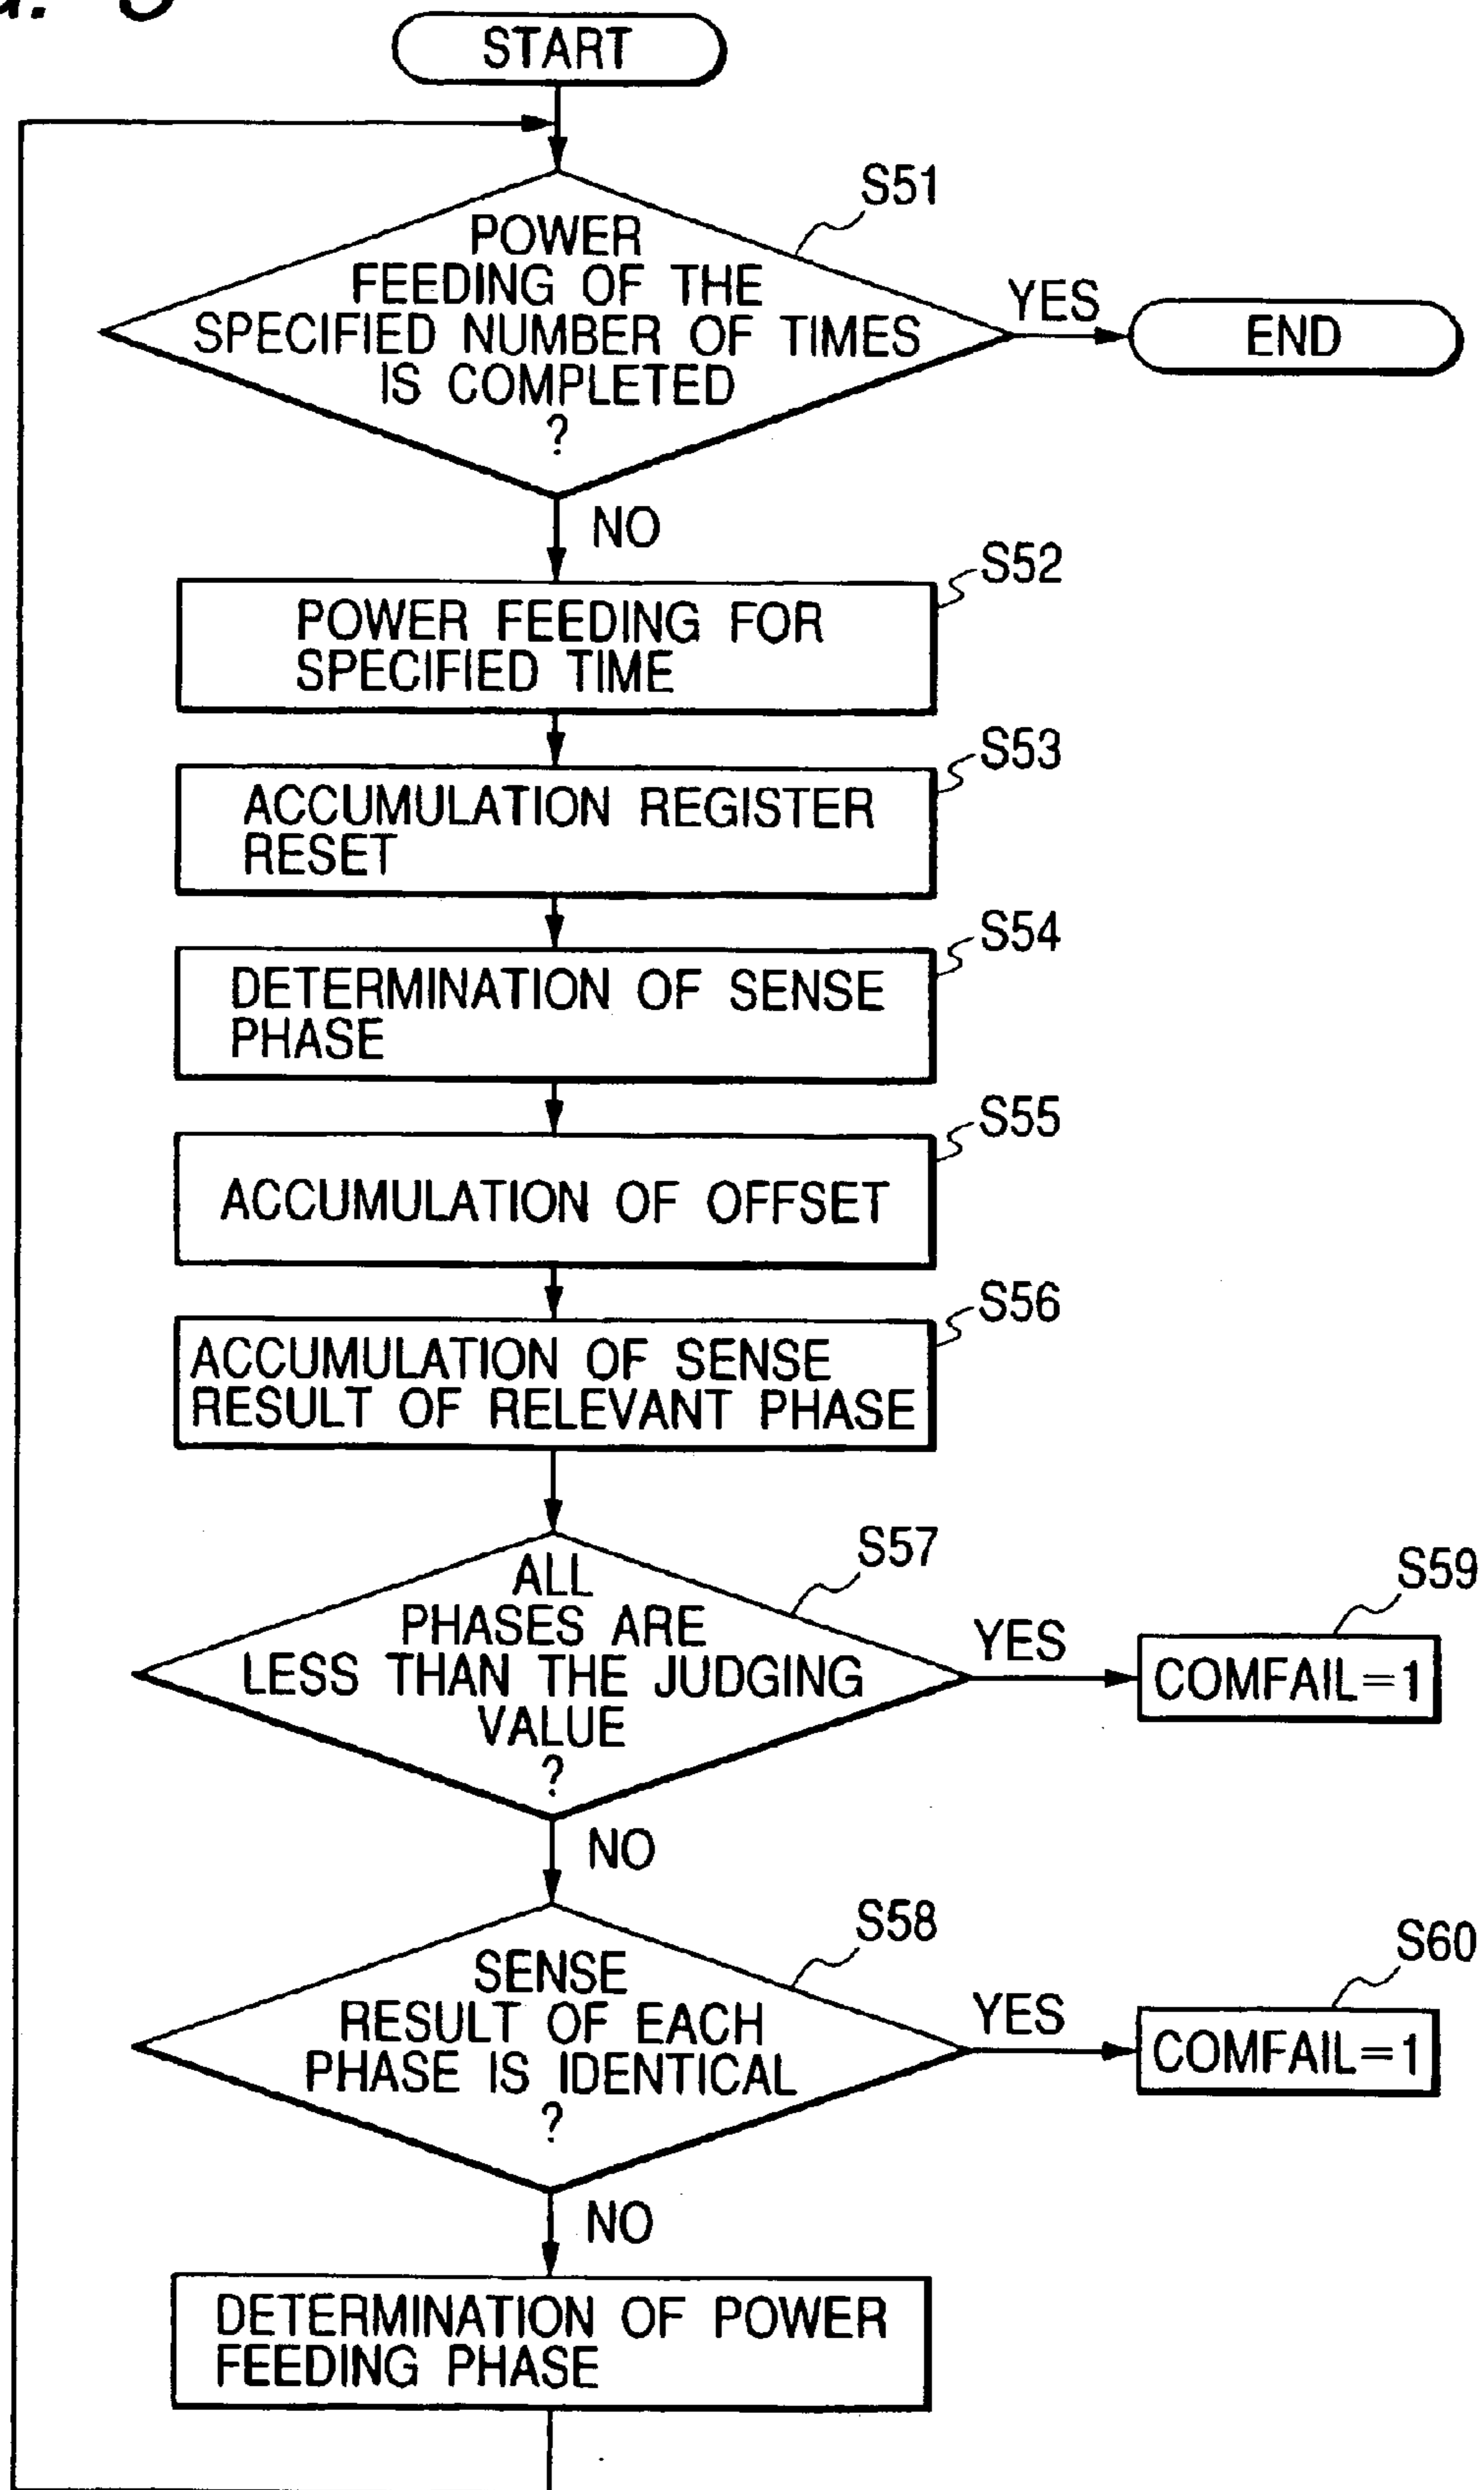 START
S51
POWER
FEEDING OF THE
SPECIFIED NUMBER OF TIMES
IS COMPLETED
?
YES
END
NO
S52
POWER FEEDING FOR
SPECIFIED TIME
S53
ACCUMULATION REGISTER
RESET
S54
DETERMINATION OF SENSE
PHASE
S55
ACCUMULATION OF OFFSET
S56
ACCUMULATION OF SENSE
RESULT OF RELEVANT PHASE
S57
ALL
PHASES ARE
LESS THAN THE JUDGING
VALUE
?
YES
S59
COMFAIL=1
NO
S58
SENSE
RESULT OF EACH
PHASE IS IDENTICAL
?
YES
S60
COMFAIL=1
NO
DETERMINATION OF POWER
FEEDING PHASE